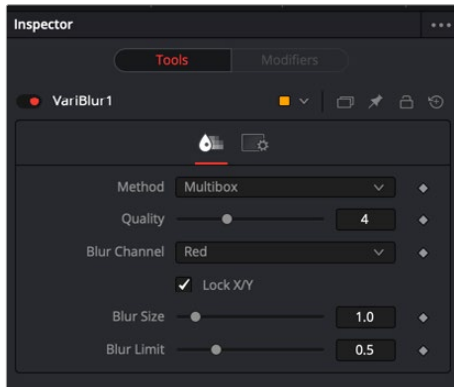 Inspector
Tools Modifiers
VariBlur1
Method Multibox
Quality 4
Blur Channel Red
Lock X/Y
Blur Size 1.0
Blur Limit 0.5